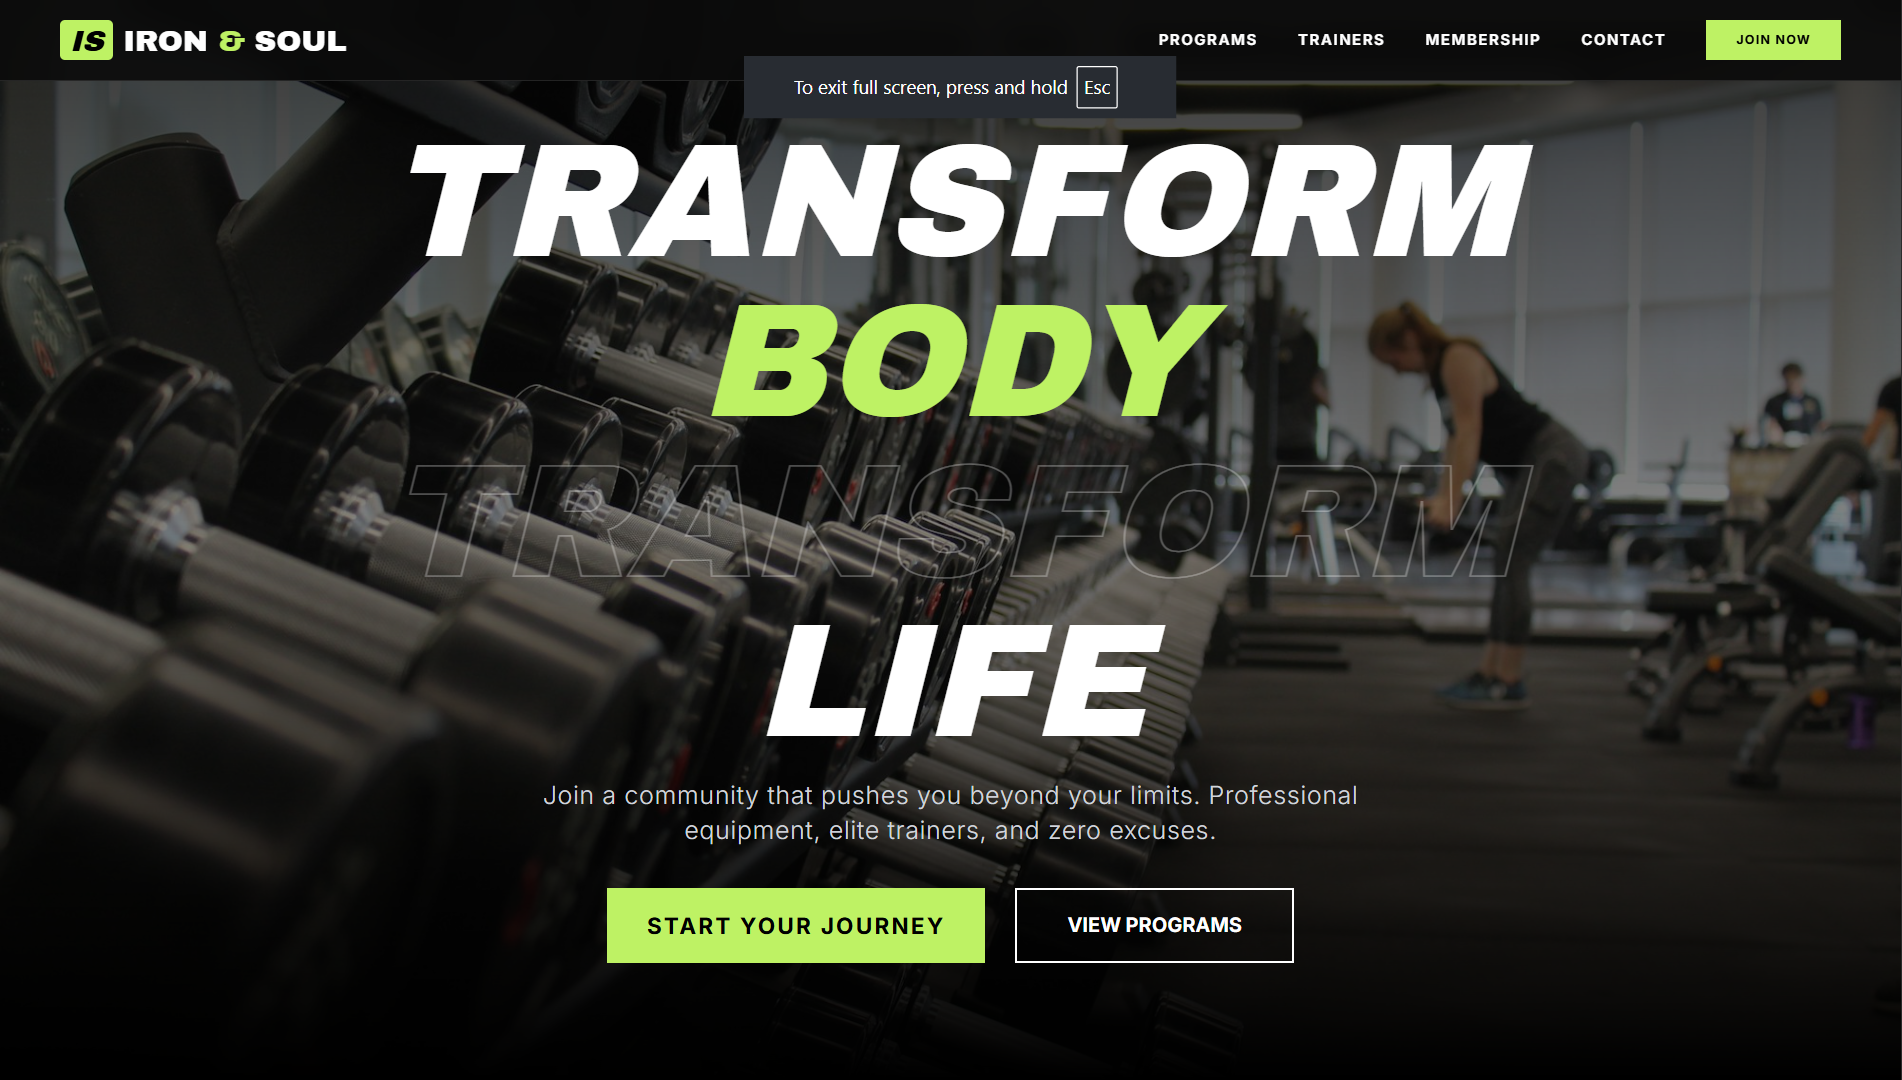 IS IRON & SOUL
PROGRAMS TRAINERS MEMBERSHIP CONTACT JOIN NOW
To exit full screen, press and hold Esc
TRANSFORM
BODY
TRANSFORM
LIFE
Join a community that pushes you beyond your limits. Professional
equipment, elite trainers, and zero excuses.
START YOUR JOURNEY
VIEW PROGRAMS